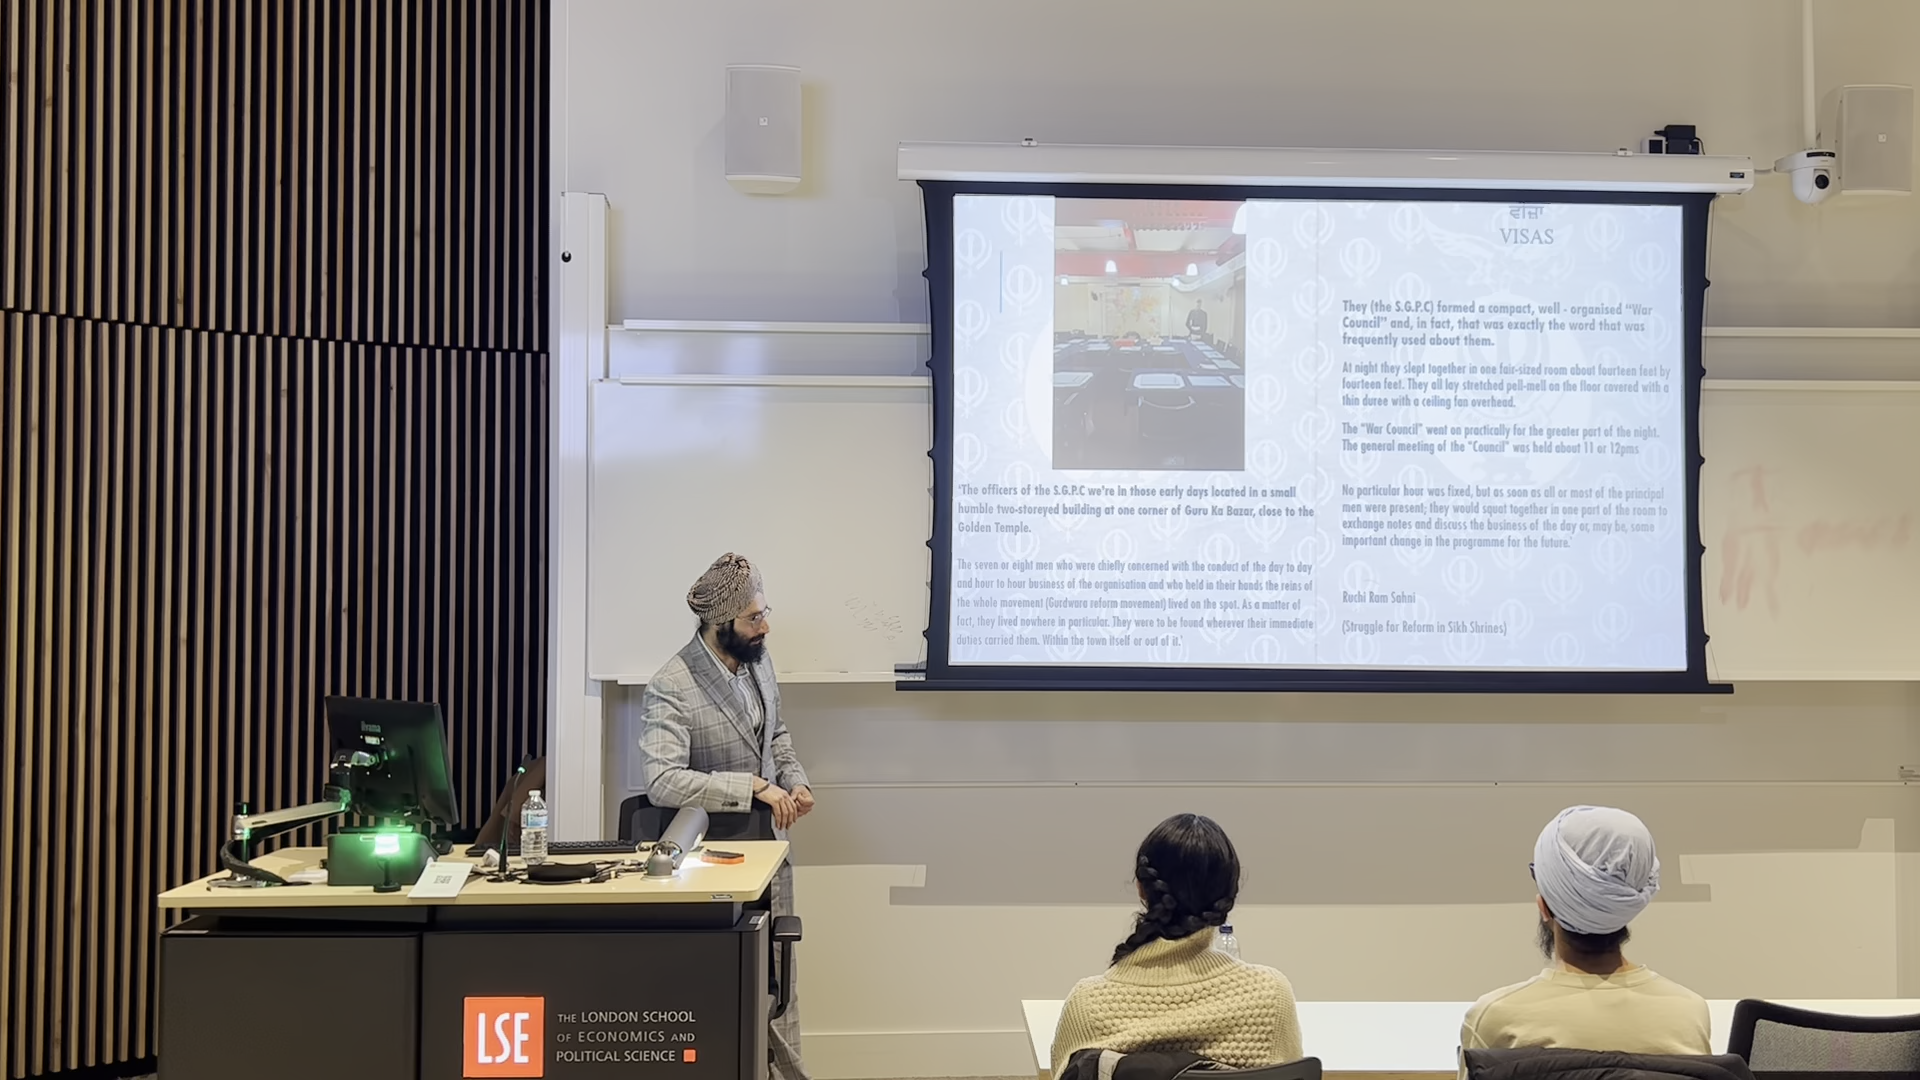 ਵੀਜ਼ਾ
VISAS
'The officers of the S.G.P.C we're in those early days located in a small
humble two-storeyed building at one corner of Guru Ka Bazar, close to the
Golden Temple.
The seven or eight men who were chiefly concerned with the conduct of the day to day
and hour to hour business of the organisation and who held in their hands the reins of
the whole movement (Gurdwara reform movement) lived on the spot. As a matter of
fact, they lived nowhere in particular. They were to be found wherever their immediate
duties carried them. Within the town itself or out of it.'
They (the S.G.P.C) formed a compact, well - organised "War
Council" and, in fact, that was exactly the word that was
frequently used about them.
At night they slept together in one fair-sized room about fourteen feet by
fourteen feet. They all lay stretched pell-mell on the floor covered with a
thin duree with a ceiling fan overhead.
The "War Council" went on practically for the greater part of the night.
The general meeting of the "Council" was held about 11 or 12pms
No particular hour was fixed, but as soon as all or most of the principal
men were present; they would squat together in one part of the room to
exchange notes and discuss the business of the day or, may be, some
important change in the programme for the future.'
Ruchi Ram Sahni
(Struggle for Reform in Sikh Shrines)
iiyama
LSE
THE LONDON SCHOOL
OF ECONOMICS AND
POLITICAL SCIENCE